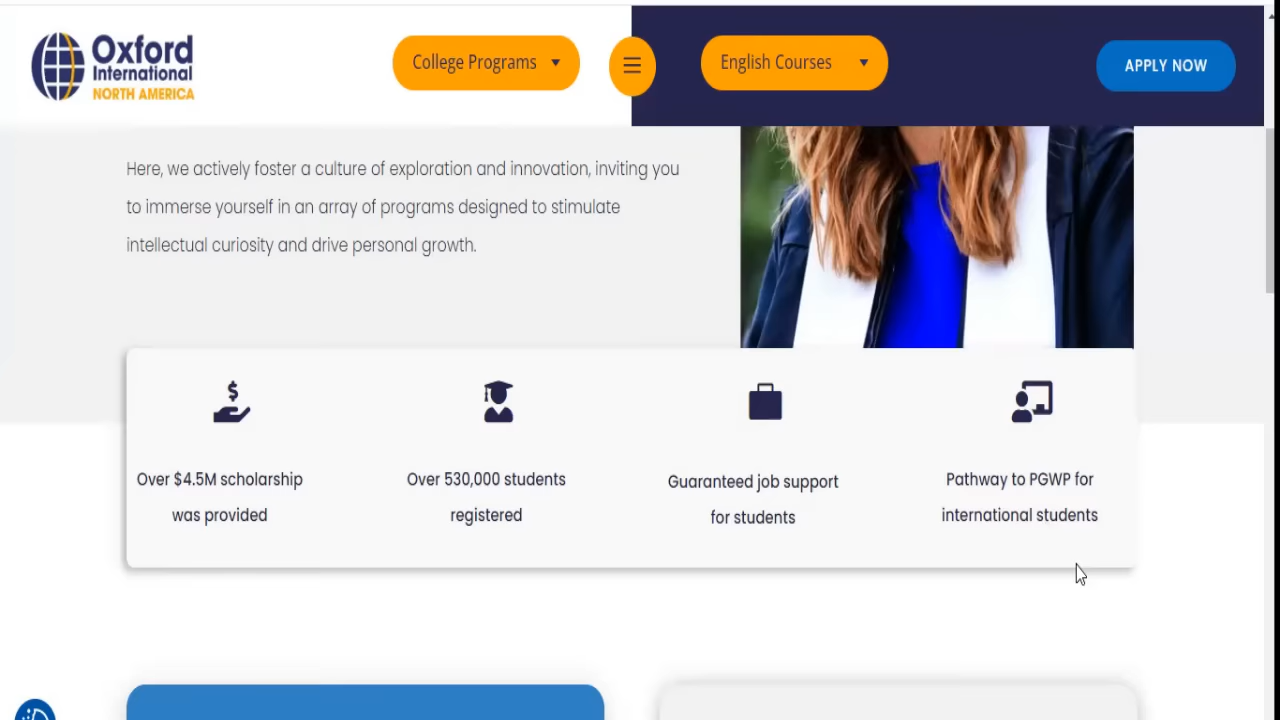 Oxford
International
NORTH AMERICA
College Programs
English Courses
APPLY NOW
Here, we actively foster a culture of exploration and innovation, inviting you
to immerse yourself in an array of programs designed to stimulate
intellectual curiosity and drive personal growth.
Over $4.5M scholarship
was provided
Over 530,000 students
registered
Guaranteed job support
for students
Pathway to PGWP for
international students